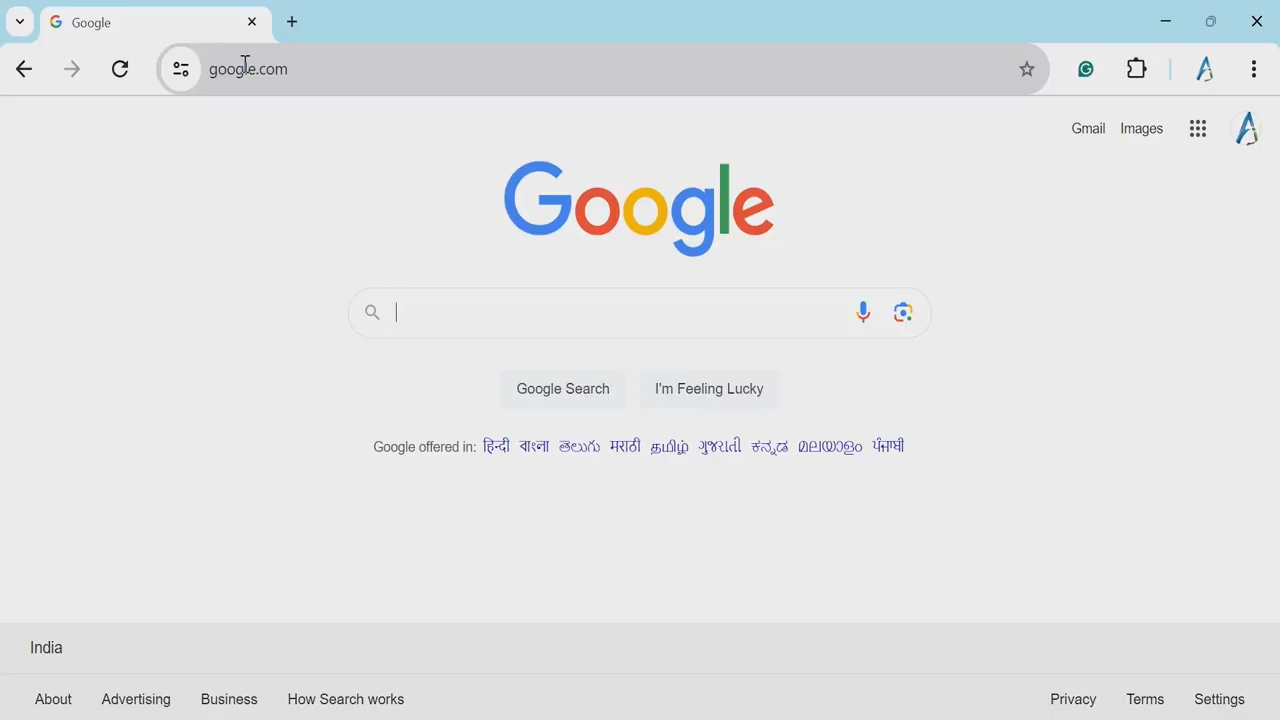 Google
google.com
Gmail Images
Google
Google Search I'm Feeling Lucky
Google offered in: हिन्दी বাংলা తెలుగు मराठी தமிழ் ગુજરાતી ಕನ್ನಡ മലയാളം ਪੰਜਾਬੀ
India
About Advertising Business How Search works Privacy Terms Settings